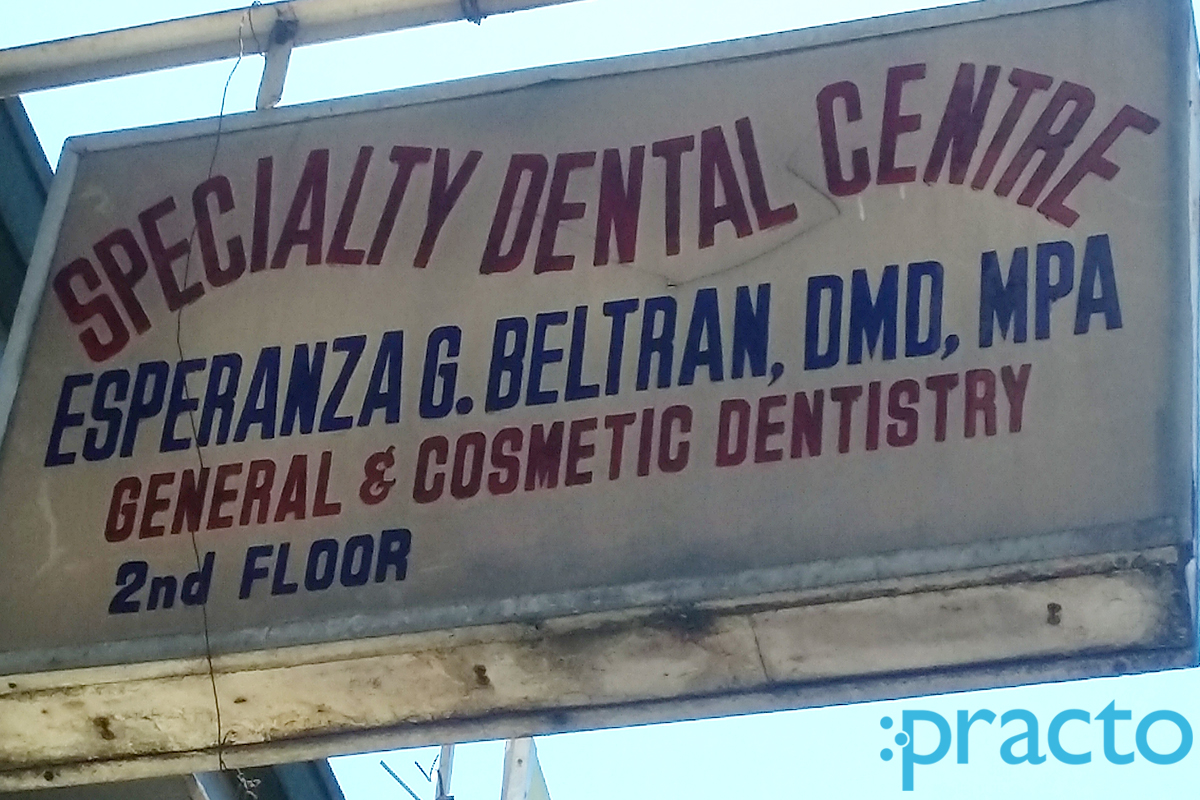 SPECIALTY DENTAL CENTRE
ESPERANZA G. BELTRAN, DMD, MPA
GENERAL & COSMETIC DENTISTRY
2nd FLOOR
practo